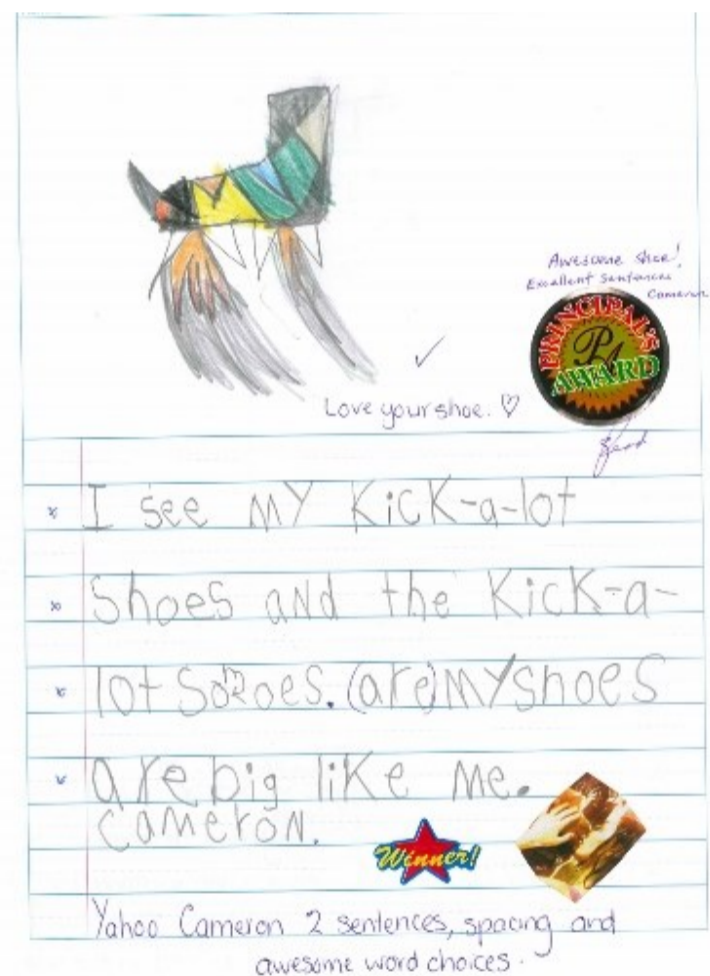 Awesome shoe!
Excellent sentences
Cameron
PRINCIPAL'S
PA
AWARD
Love your shoe. ♡
I see my Kick-a-lot
Shoes and the Kick-a-
lot . (are) my shoes
are big like me.
Cameron.
Winner!
Yahoo Cameron 2 sentences, spacing and
awesome word choices.